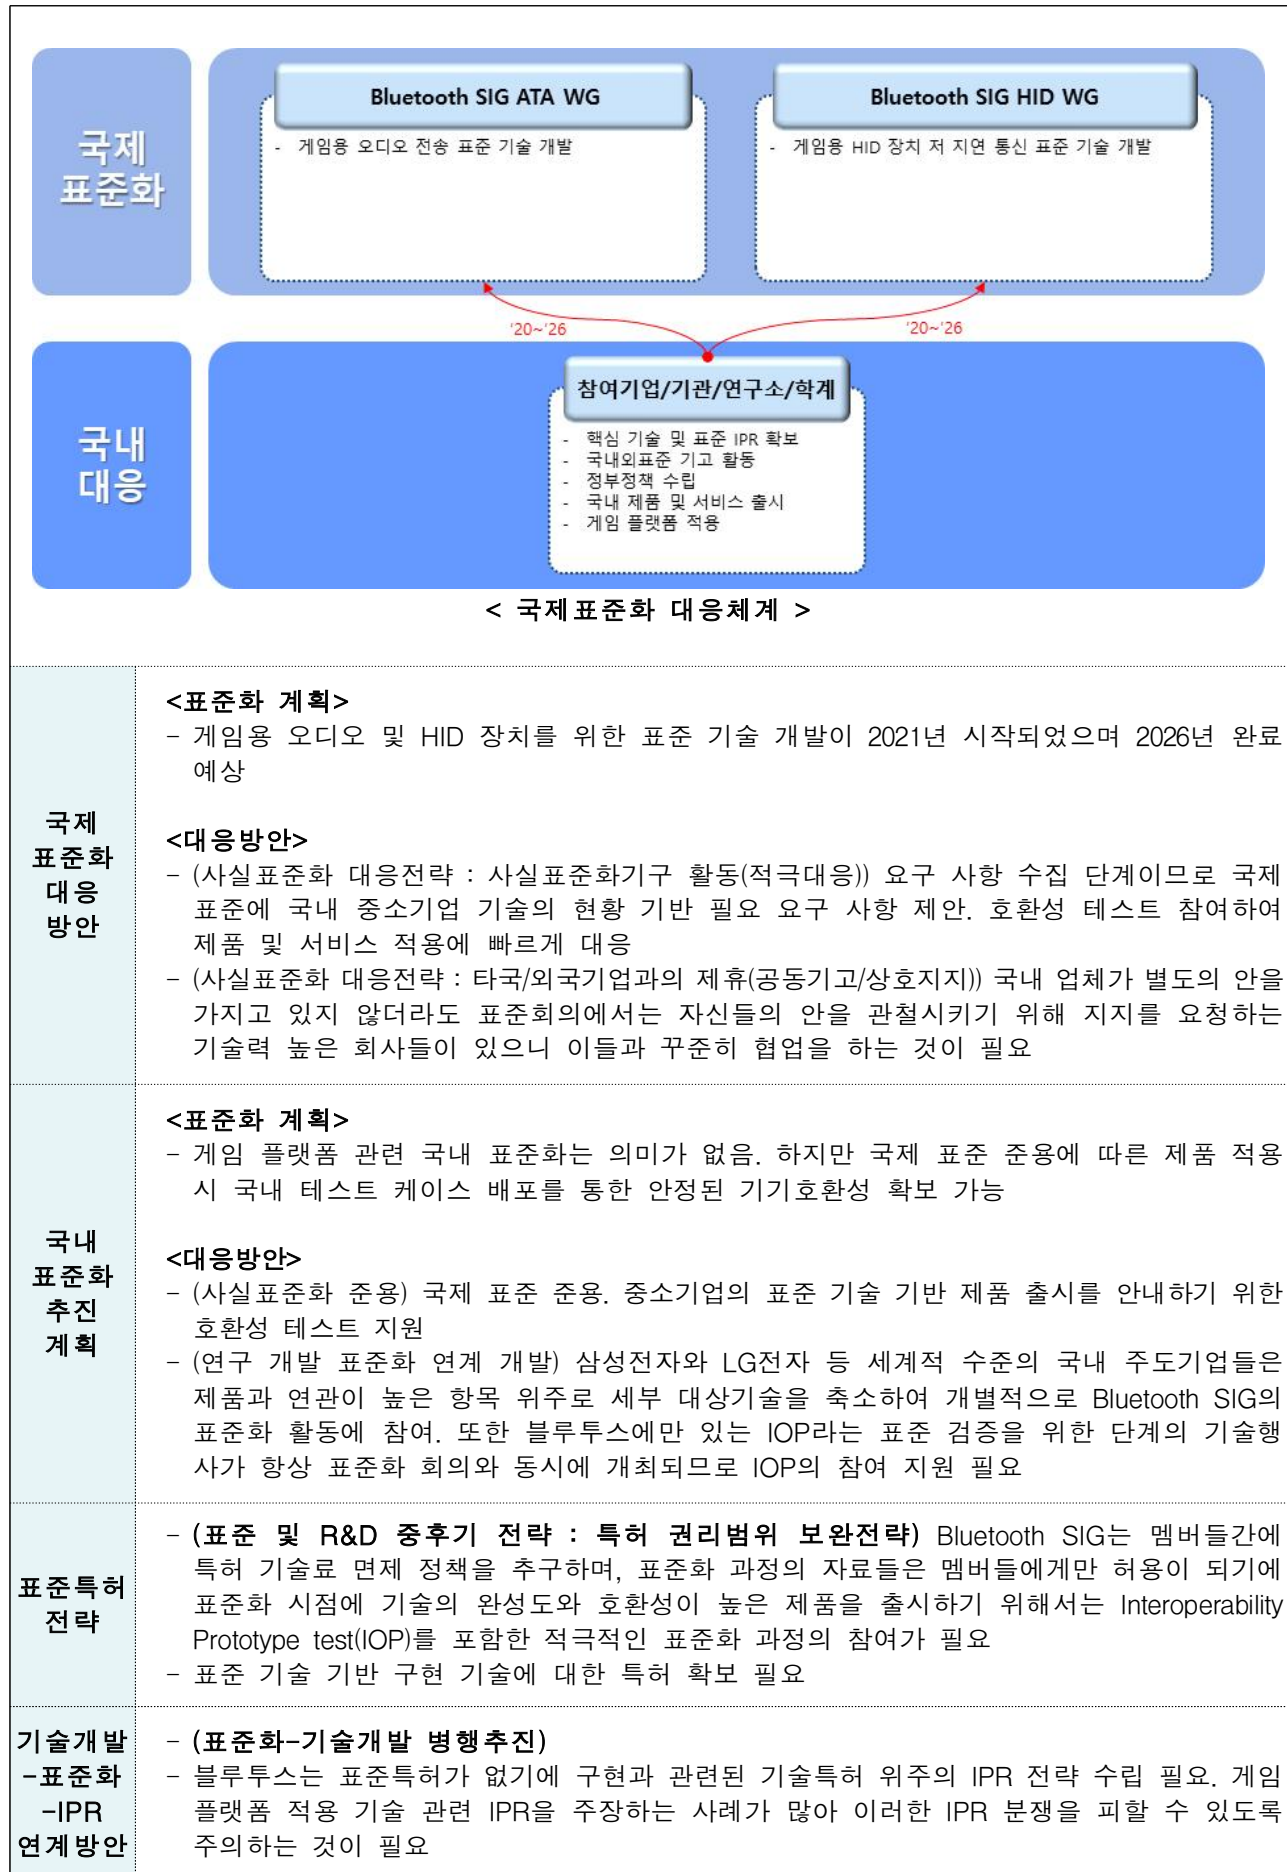 국제
표준화
Bluetooth SIG ATA WG
- 게임용 오디오 전송 표준 기술 개발
Bluetooth SIG HID WG
- 게임용 HID 장치 저 지연 통신 표준 기술 개발
'20~'26
'20~'26
국내
대응
참여기업/기관/연구소/학계
- 핵심 기술 및 표준 IPR 확보
- 국내외표준 기고 활동
- 정부정책 수립
- 국내 제품 및 서비스 출시
- 게임 플랫폼 적용
< 국제표준화 대응체계 >
국제
표준화
대응
방안
<표준화 계획>
- 게임용 오디오 및 HID 장치를 위한 표준 기술 개발이 2021년 시작되었으며 2026년 완료
예상
<대응방안>
- (사실표준화 대응전략 : 사실표준화기구 활동(적극대응)) 요구 사항 수집 단계이므로 국제
표준에 국내 중소기업 기술의 현황 기반 필요 요구 사항 제안. 호환성 테스트 참여하여
제품 및 서비스 적용에 빠르게 대응
- (사실표준화 대응전략 : 타국/외국기업과의 제휴(공동기고/상호지지)) 국내 업체가 별도의 안을
가지고 있지 않더라도 표준회의에서는 자신들의 안을 관철시키기 위해 지지를 요청하는
기술력 높은 회사들이 있으니 이들과 꾸준히 협업을 하는 것이 필요
국내
표준화
추진
계획
<표준화 계획>
- 게임 플랫폼 관련 국내 표준화는 의미가 없음. 하지만 국제 표준 준용에 따른 제품 적용
시 국내 테스트 케이스 배포를 통한 안정된 기기호환성 확보 가능
<대응방안>
- (사실표준화 준용) 국제 표준 준용. 중소기업의 표준 기술 기반 제품 출시를 안내하기 위한
호환성 테스트 지원
- (연구 개발 표준화 연계 개발) 삼성전자와 LG전자 등 세계적 수준의 국내 주도기업들은
제품과 연관이 높은 항목 위주로 세부 대상기술을 축소하여 개별적으로 Bluetooth SIG의
표준화 활동에 참여. 또한 블루투스에만 있는 IOP라는 표준 검증을 위한 단계의 기술행
사가 항상 표준화 회의와 동시에 개최되므로 IOP의 참여 지원 필요
표준특허
전략
- (표준 및 R&D 중후기 전략 : 특허 권리범위 보완전략) Bluetooth SIG는 멤버들간에
특허 기술료 면제 정책을 추구하며, 표준화 과정의 자료들은 멤버들에게만 허용이 되기에
표준화 시점에 기술의 완성도와 호환성이 높은 제품을 출시하기 위해서는 Interoperability
Prototype test(IOP)를 포함한 적극적인 표준화 과정의 참여가 필요
- 표준 기술 기반 구현 기술에 대한 특허 확보 필요
기술개발
-표준화
-IPR
연계방안
- (표준화-기술개발 병행추진)
- 블루투스는 표준특허가 없기에 구현과 관련된 기술특허 위주의 IPR 전략 수립 필요. 게임
플랫폼 적용 기술 관련 IPR을 주장하는 사례가 많아 이러한 IPR 분쟁을 피할 수 있도록
주의하는 것이 필요